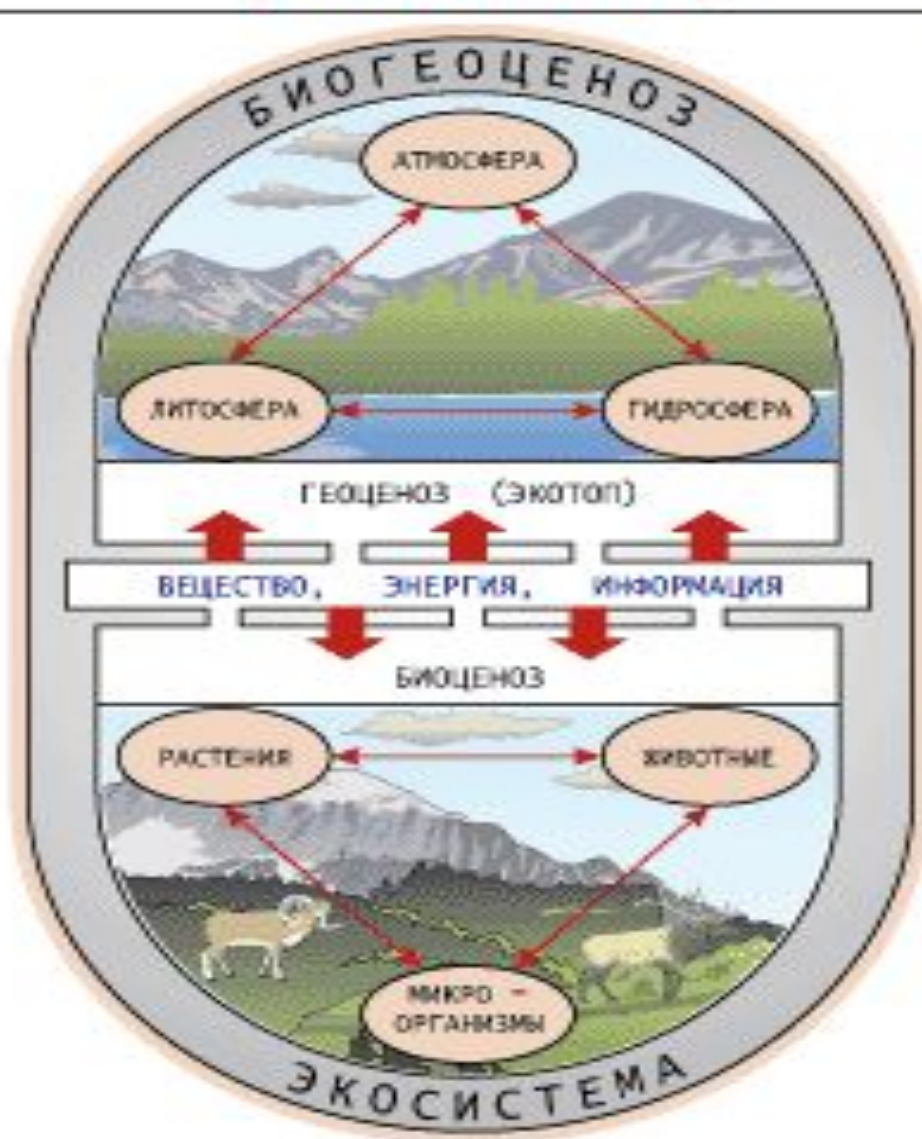 БИОГЕОЦЕНОЗ
АТМОСФЕРА
ЛИТОСФЕРА ГИДРОСФЕРА
ГЕОЦЕНОЗ (ЭКОТОП)
ВЕЩЕСТВО, ЭНЕРГИЯ, ИНФОРМАЦИЯ
БИОЦЕНОЗ
РАСТЕНИЯ ЖИВОТНЫЕ
МИКРО -
ОРГАНИЗМЫ
ЭКОСИСТЕМА